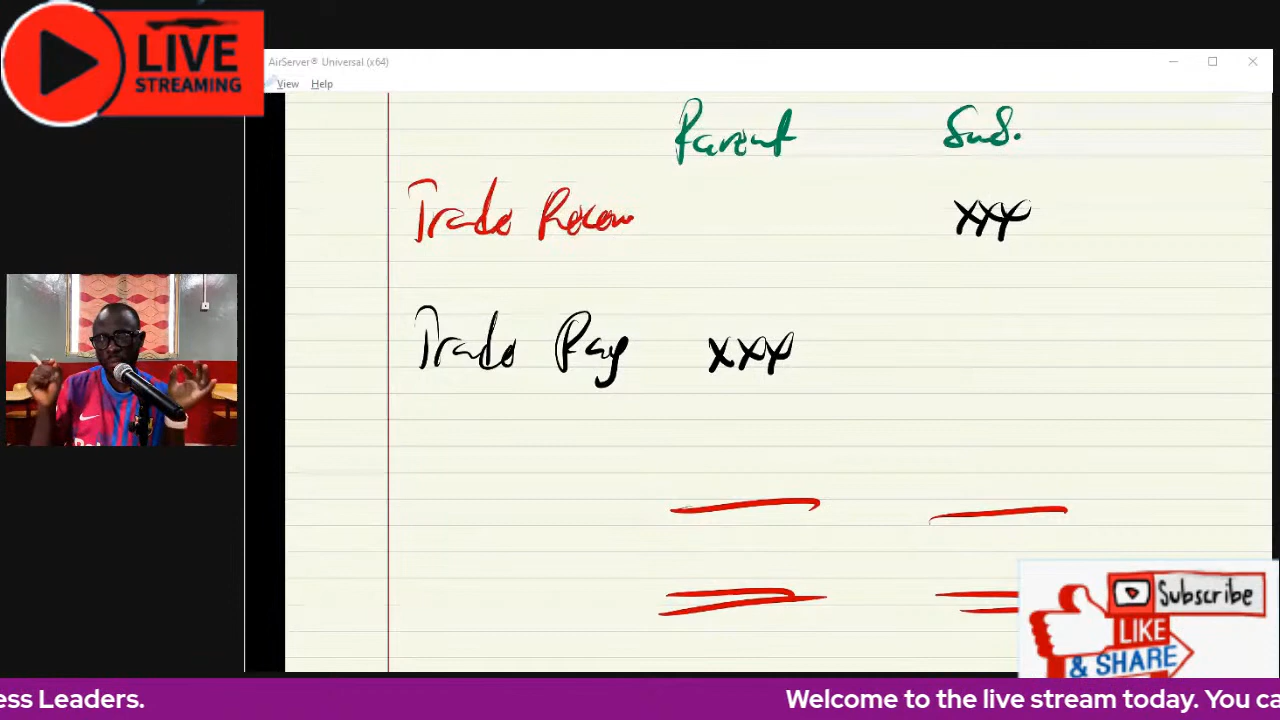 LIVE
STREAMING
AirServer® Universal (x64)
View Help
Parent Sub.
Trade Receiv xxx
Trade Pay xxx
Subscribe
LIKE
& SHARE
ess Leaders. Welcome to the live stream today. You ca